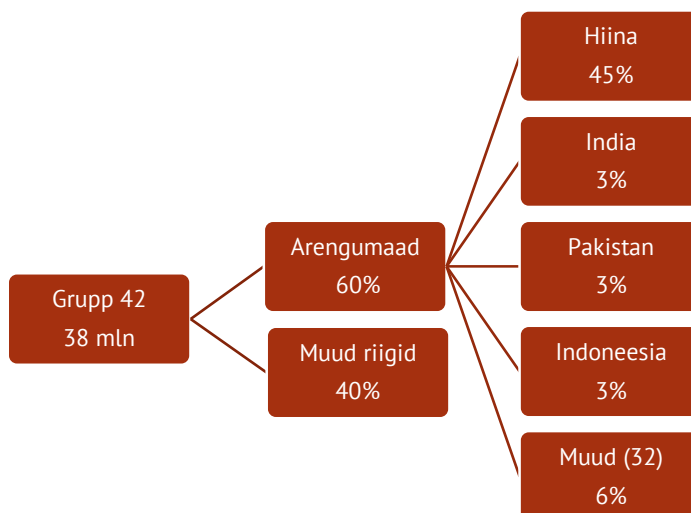 Grupp 42
38 mln
Arengumaad
60%
Muud riigid
40%
Hiina
45%
India
3%
Pakistan
3%
Indoneesia
3%
Muud (32)
6%